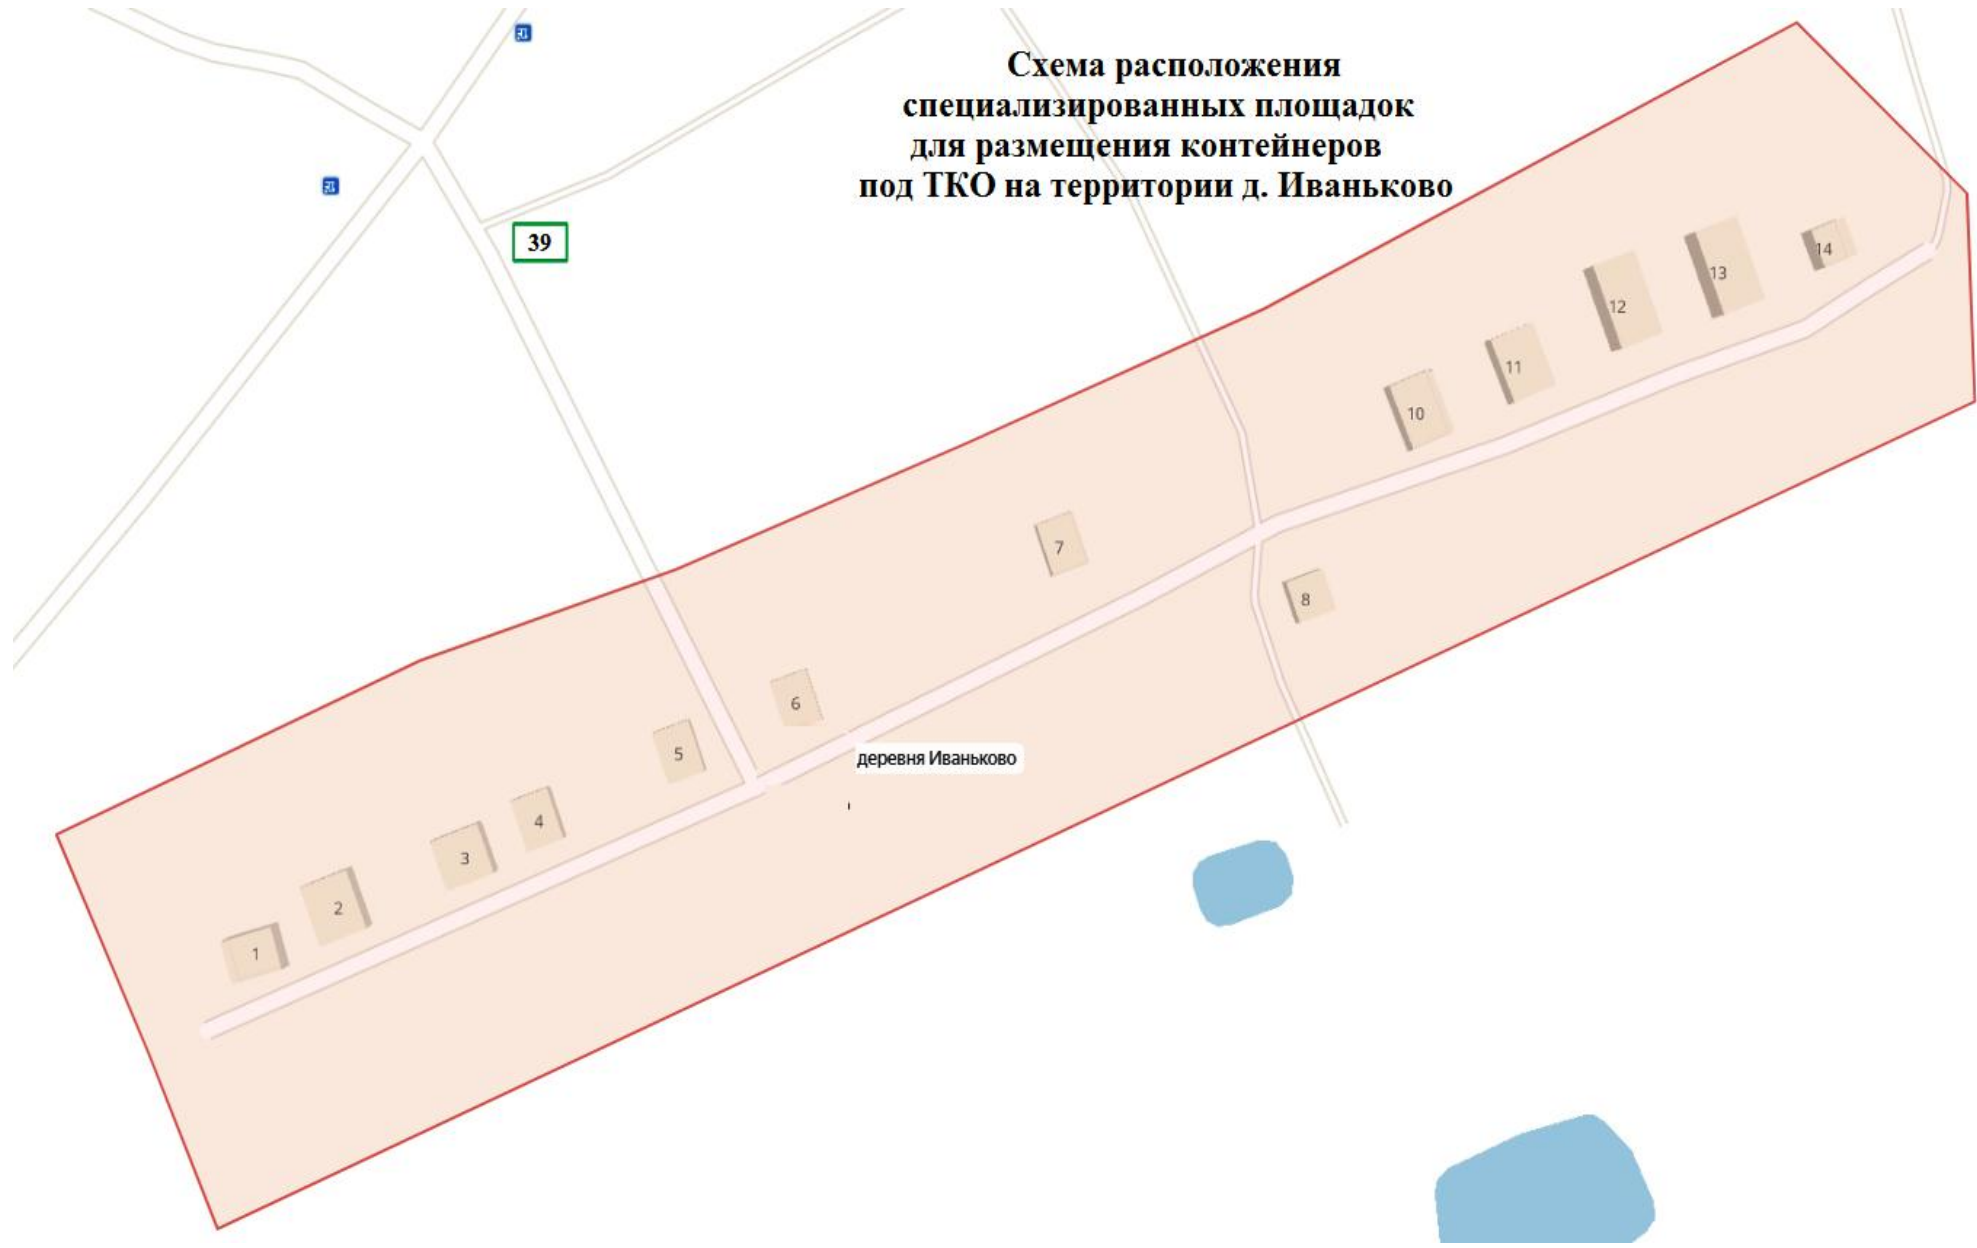 Схема расположения
специализированных площадок
для размещения контейнеров
под ТКО на территории д. Иваньково
39
14
13
12
11
10
7
8
6
5
деревня Иваньково
4
3
2
1